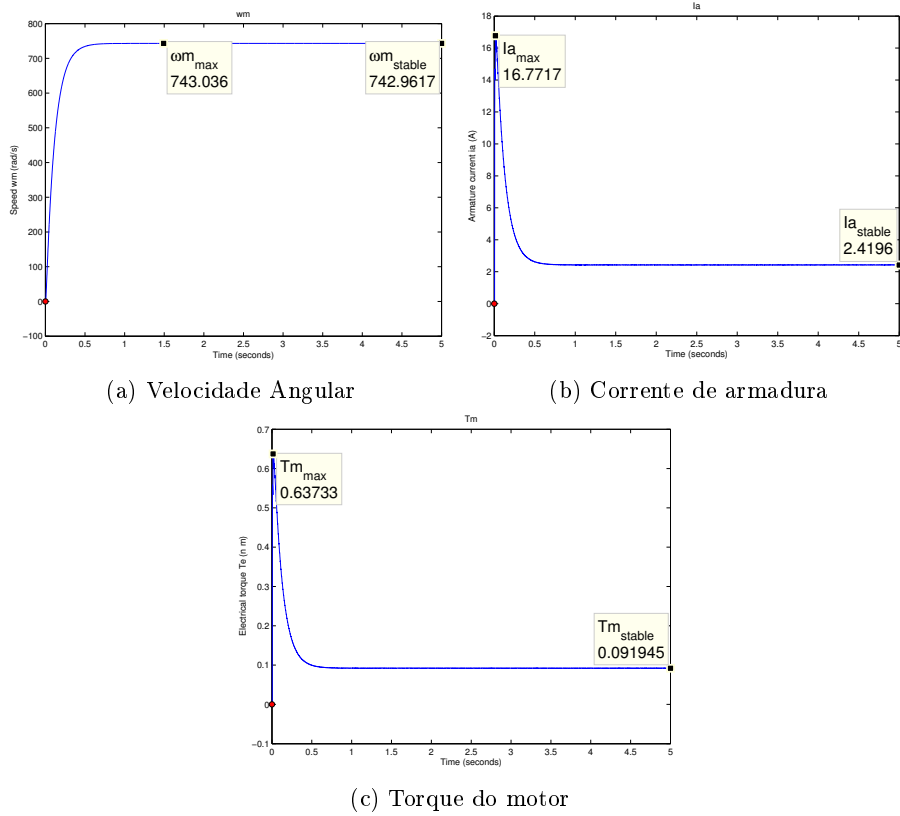 wm
800
700
600
500
400
300
200
100
0
−100
Speed wm (rad/s)
ωm max
743.036
ωm stable
742.9617
0 0.5 1 1.5 2 2.5 3 3.5 4 4.5 5
Time (seconds)
(a) Velocidade Angular
Ia
18
16
14
12
10
8
6
4
2
0
−2
Armature current ia (A)
Ia max
16.7717
Ia stable
2.4196
0 0.5 1 1.5 2 2.5 3 3.5 4 4.5 5
Time (seconds)
(b) Corrente de armadura
Tm
0.7
0.6
0.5
0.4
0.3
0.2
0.1
0
−0.1
Electrical torque Te (n m)
Tm max
0.63733
Tm stable
0.091945
0 0.5 1 1.5 2 2.5 3 3.5 4 4.5 5
Time (seconds)
(c) Torque do motor